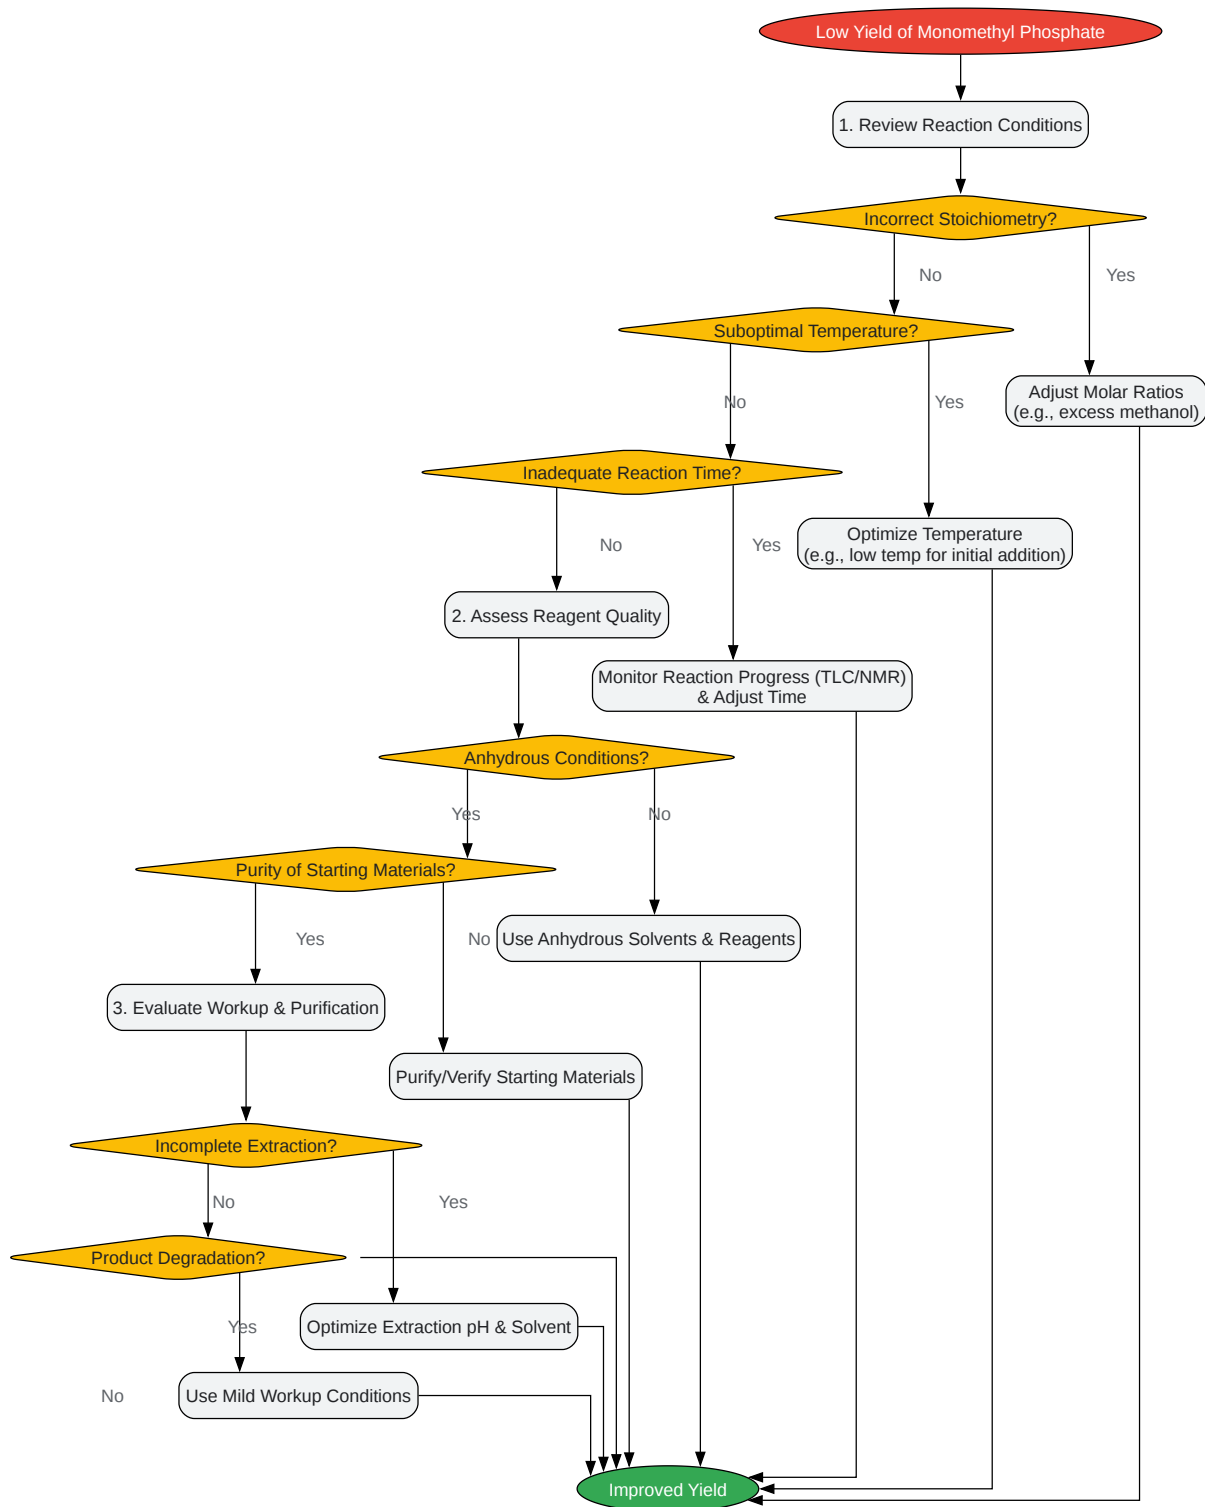 Low Yield of Monomethyl Phosphate
1. Review Reaction Conditions
Incorrect Stoichiometry?
No
Yes
Suboptimal Temperature?
Adjust Molar Ratios
(e.g., excess methanol)
No
Yes
Inadequate Reaction Time?
Optimize Temperature
(e.g., low temp for initial addition)
No
Yes
2. Assess Reagent Quality
Monitor Reaction Progress (TLC/NMR)
& Adjust Time
Anhydrous Conditions?
Yes
No
Purity of Starting Materials?
Yes
No
Use Anhydrous Solvents & Reagents
3. Evaluate Workup & Purification
Purify/Verify Starting Materials
Incomplete Extraction?
No
Yes
Product Degradation?
Yes
Optimize Extraction pH & Solvent
No
Use Mild Workup Conditions
Improved Yield